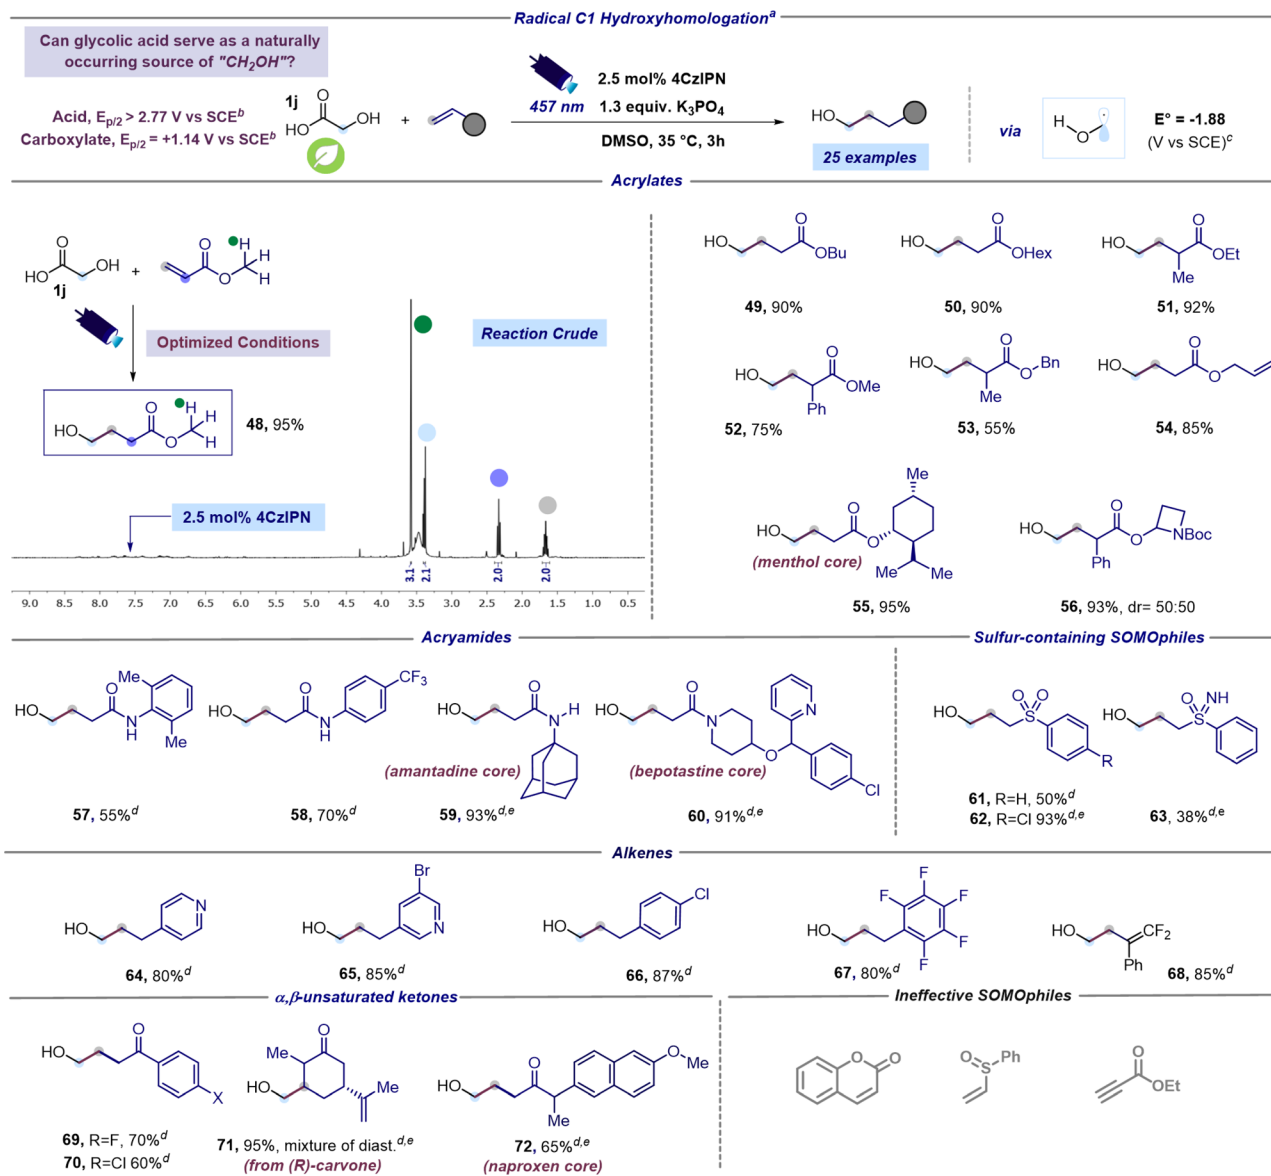 Radical C1 Hydroxyhomologationᵃ
Can glycolic acid serve as a naturally
occurring source of "CH₂OH"?
Acid, Eₚ/₂ > 2.77 V vs SCEᵇ
Carboxylate, Eₚ/₂ = +1.14 V vs SCEᵇ
1j
O
HO
OH
+
457 nm
2.5 mol% 4CzIPN
1.3 equiv. K₃PO₄
DMSO, 35 °C, 3h
HO
25 examples
via
H
O
E° = -1.88
(V vs SCE)ᶜ
Acrylates
O
HO
OH
1j
+
O
O
H
H
H
Optimized Conditions
HO
O
O
H
H
H
48, 95%
2.5 mol% 4CzIPN
Reaction Crude
3.1
2.1
2.0
2.0
9.0 8.5 8.0 7.5 7.0 6.5 6.0 5.5 5.0 4.5 4.0 3.5 3.0 2.5 2.0 1.5 1.0 0.5
HO
O
OBu
49, 90%
HO
O
OHex
50, 90%
HO
O
OEt
Me
51, 92%
HO
O
OMe
Ph
52, 75%
HO
O
O
Bn
Me
53, 55%
HO
O
O
54, 85%
HO
O
O
Me
Me
Me
(menthol core)
55, 95%
HO
O
O
NBoc
Ph
56, 93%, dr= 50:50
Acryamides
Sulfur-containing SOMOphiles
HO
O
N
H
Me
Me
57, 55%ᵈ
HO
O
N
H
CF₃
58, 70%ᵈ
HO
O
N
H
(amantadine core)
59, 93%ᵈ,ᵉ
HO
O
N
O
N
Cl
(bepotastine core)
60, 91%ᵈ,ᵉ
HO
O
O
S
R
61, R=H, 50%ᵈ
62, R=Cl 93%ᵈ,ᵉ
HO
O
NH
S
63, 38%ᵈ,ᵉ
Alkenes
HO
N
64, 80%ᵈ
HO
Br
N
65, 85%ᵈ
HO
Cl
66, 87%ᵈ
HO
F
F
F
F
F
67, 80%ᵈ
HO
CF₂
Ph
68, 85%ᵈ
α,β-unsaturated ketones
Ineffective SOMOphiles
HO
O
X
69, R=F, 70%ᵈ
70, R=Cl 60%ᵈ
O
Me
HO
Me
71, 95%, mixture of diast.ᵈ,ᵉ
(from (R)-carvone)
HO
O
Me
O
Me
72, 65%ᵈ,ᵉ
(naproxen core)
O
O
O
S
Ph
O
OEt